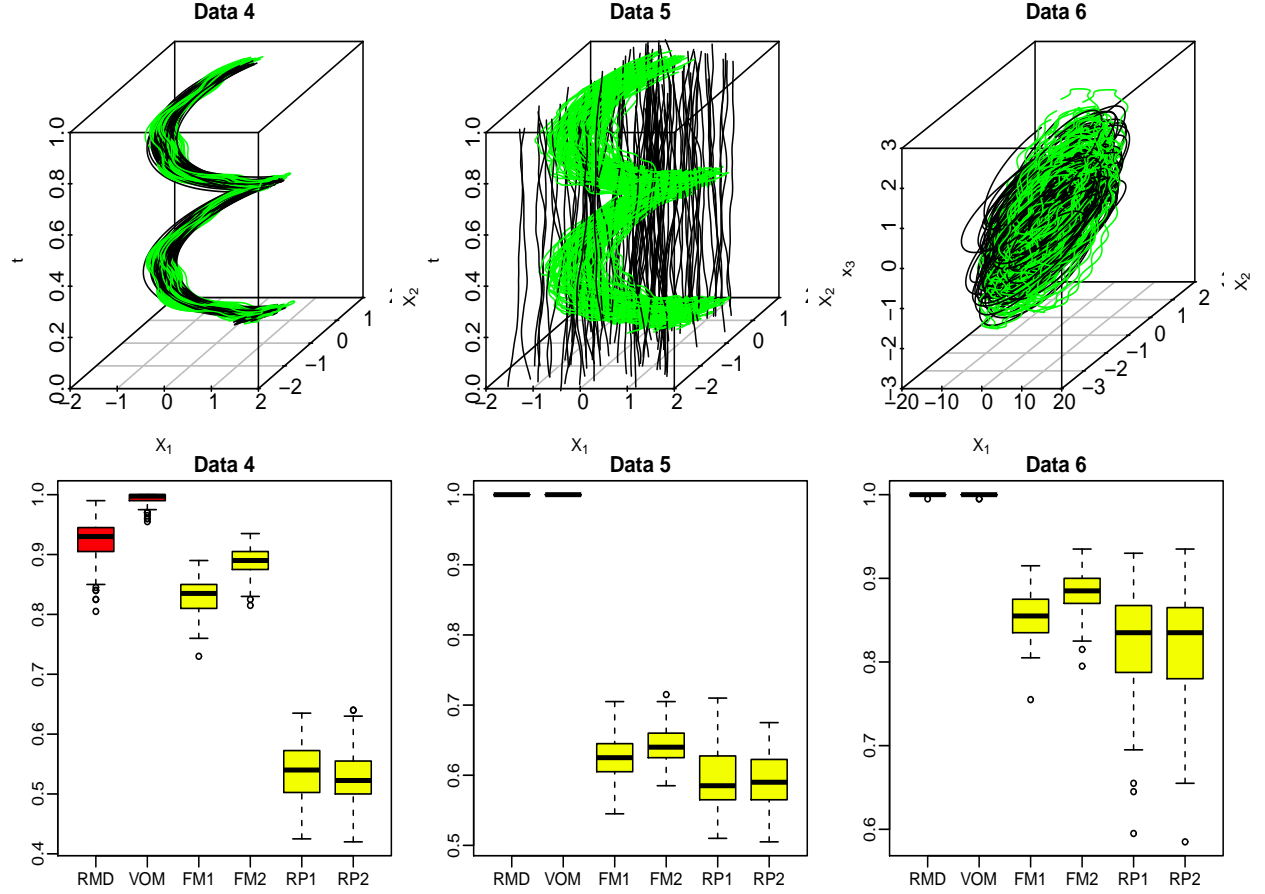 Data 4
Data 5
Data 6
0.0 0.2 0.4 0.6 0.8 1.0
t
−2 −1 0 1 2
X1
−2 −1 0 1
X2
0.0 0.2 0.4 0.6 0.8 1.0
t
−2 −1 0 1 2
X1
−2 −1 0 1
X2
−3 −2 −1 0 1 2 3
x3
−20 −10 0 10 20
X1
−3 −2 −1 0 1 2
X2
Data 4
Data 5
Data 6
0.4 0.5 0.6 0.7 0.8 0.9 1.0
RMD VOM FM1 FM2 RP1 RP2
0.5 0.6 0.7 0.8 0.9 1.0
RMD VOM FM1 FM2 RP1 RP2
0.6 0.7 0.8 0.9 1.0
RMD VOM FM1 FM2 RP1 RP2